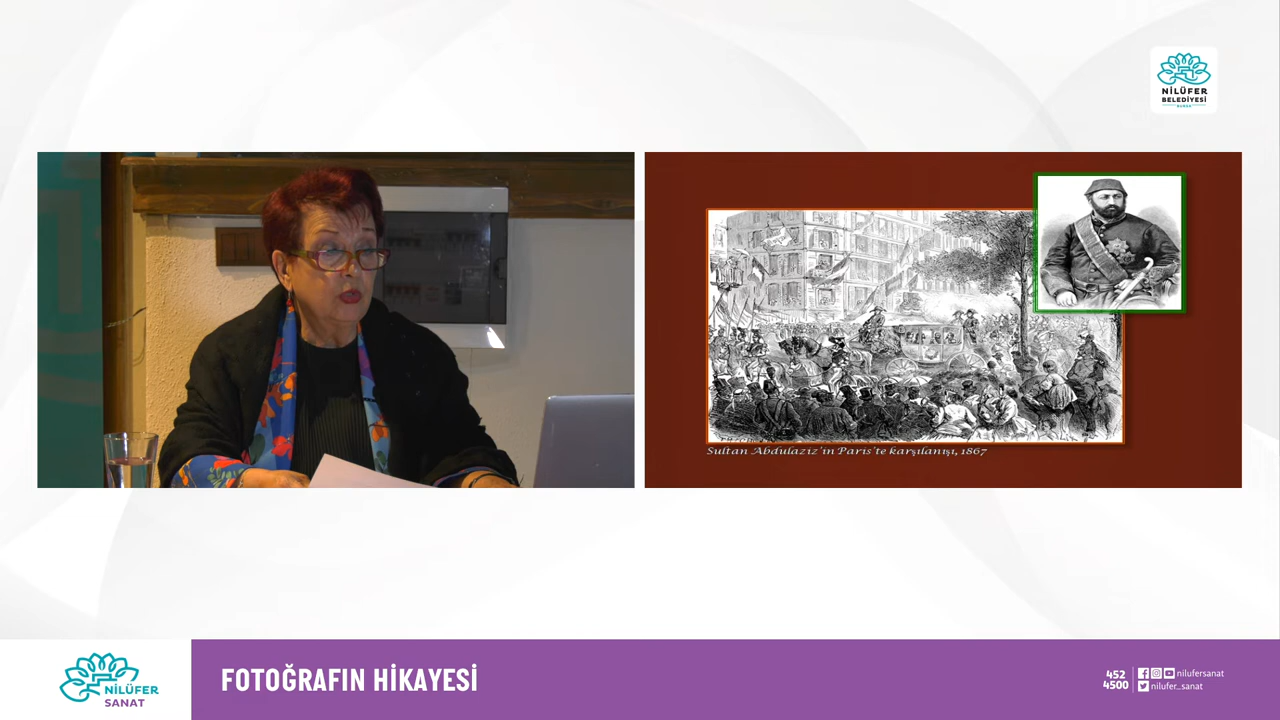 NİLÜFER
BELEDİYESİ
BURSA
Sultan Abdulaziz'in Paris'te karşılanışı, 1867
NİLÜFER
SANAT
FOTOĞRAFIN HİKAYESİ
452
4500
nilufersanat
nilufer_sanat